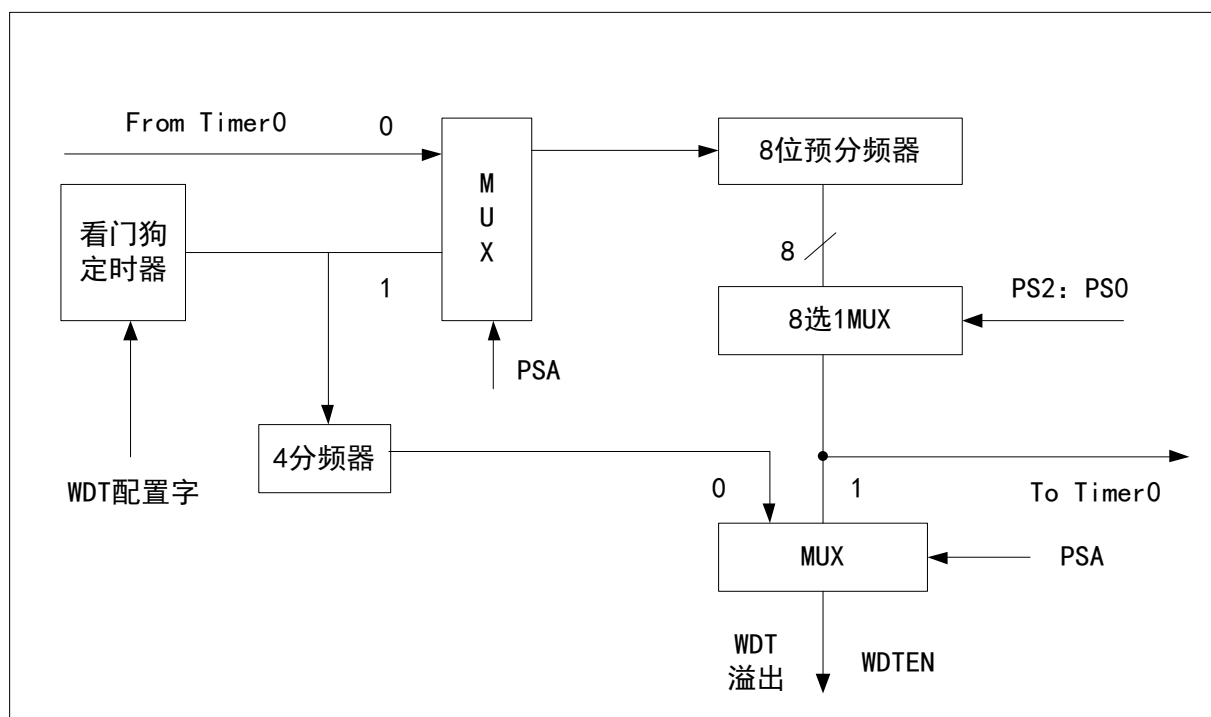 From Timer0
0
M
U
X
8位预分频器
看门狗
定时器
1
8
PS2: PS0
8选1MUX
PSA
4分频器
WDT配置字
0
1
To Timer0
MUX
PSA
WDT
溢出
WDTEN